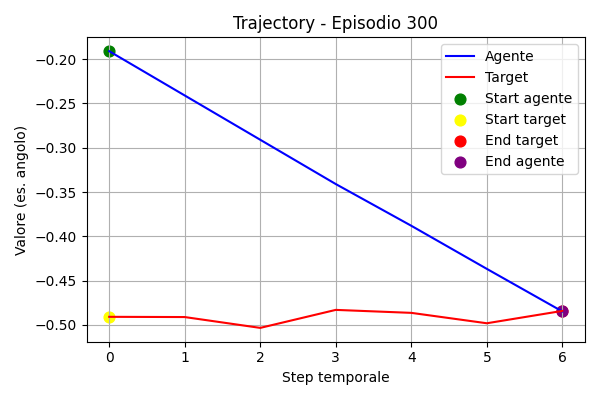 Trajectory - Episodio 300
Agente
Target
Start agente
Start target
End target
End agente
Valore (es. angolo)
−0.20
−0.25
−0.30
−0.35
−0.40
−0.45
−0.50
0 1 2 3 4 5 6
Step temporale